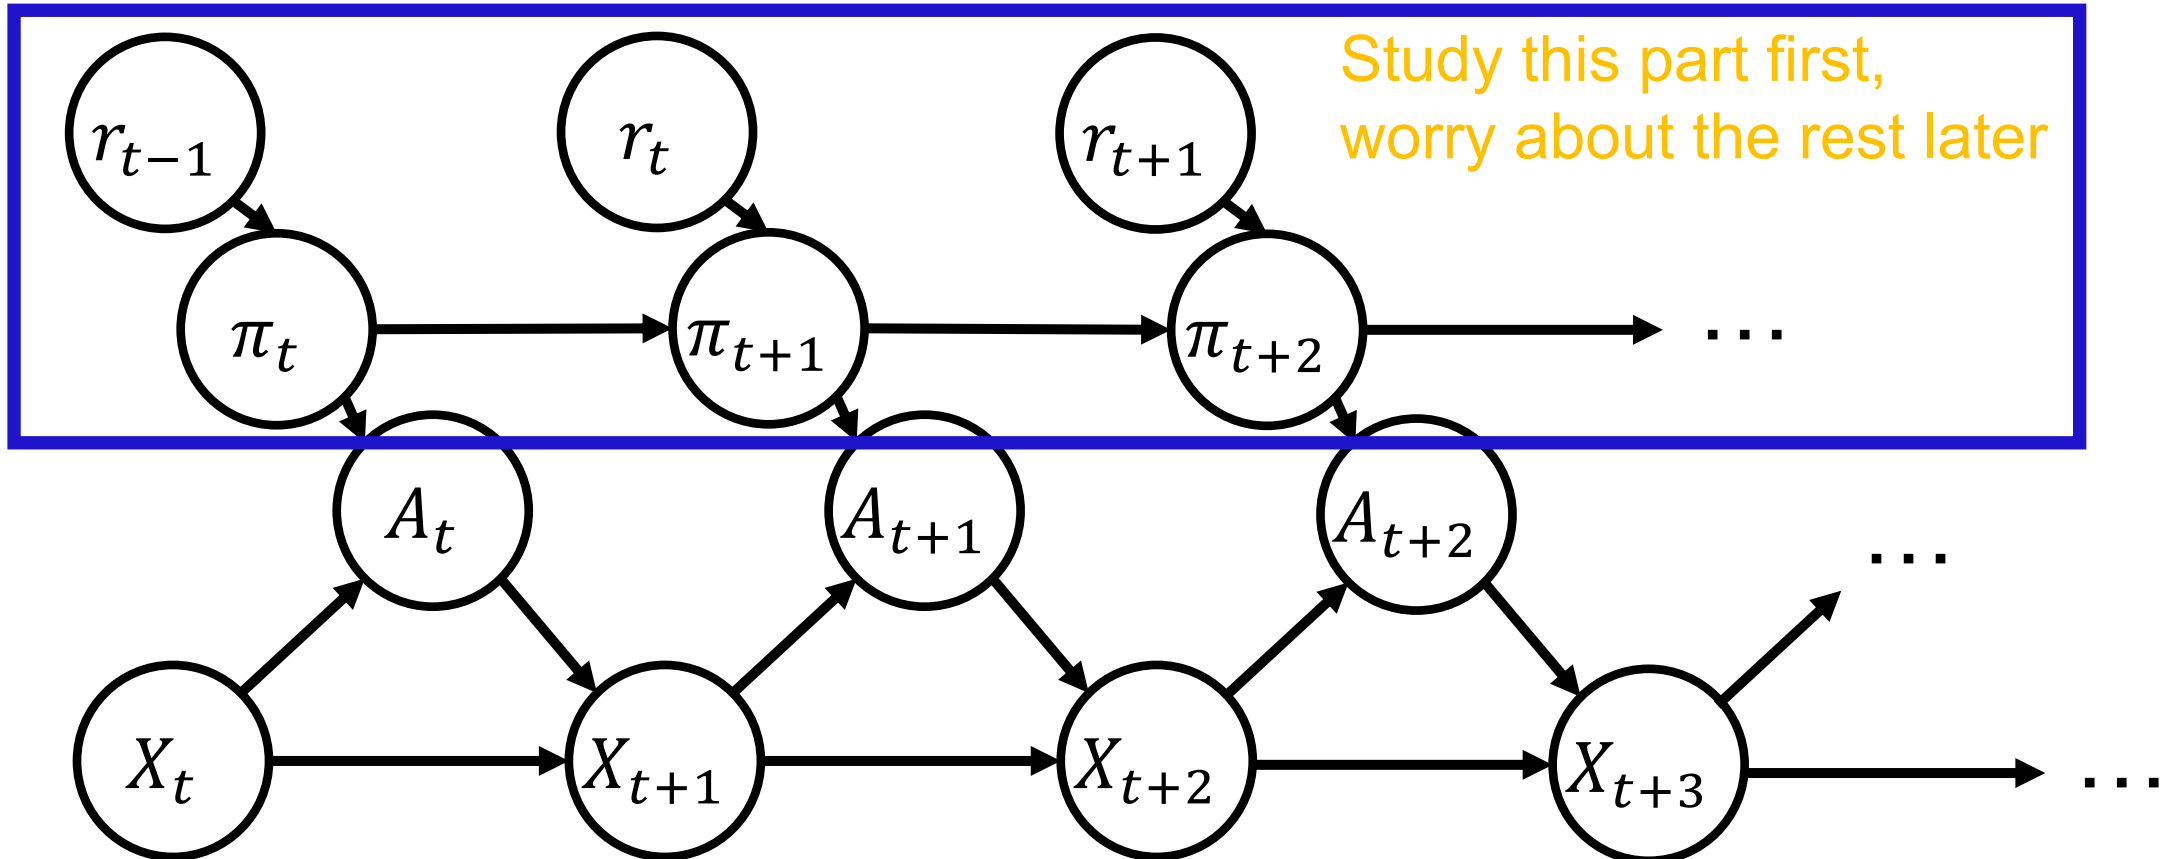 Study this part first,
worry about the rest later
r_{t−1} r_t r_{t+1}
π_t π_{t+1} π_{t+2} ...
A_t A_{t+1} A_{t+2} ...
X_t X_{t+1} X_{t+2} X_{t+3} ...